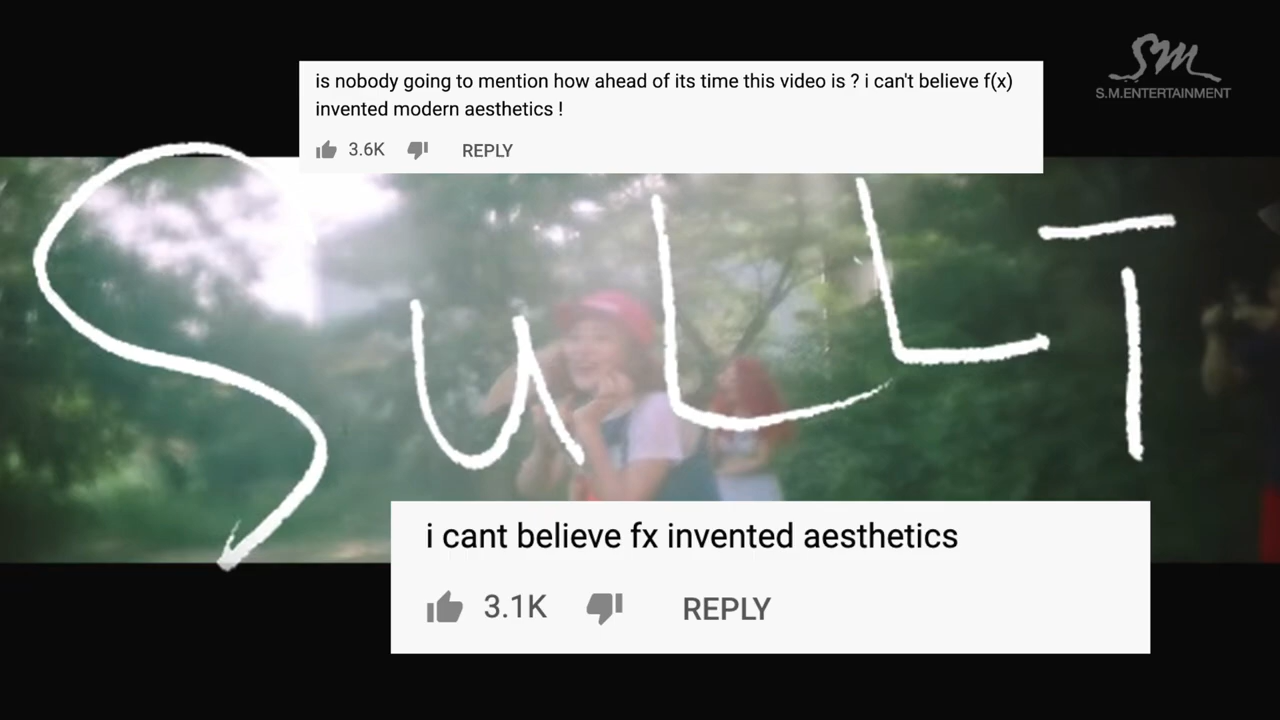 SM
S.M.ENTERTAINMENT
is nobody going to mention how ahead of its time this video is ? i can't believe f(x)
invented modern aesthetics !
3.6K REPLY
SULLI
i cant believe fx invented aesthetics
3.1K REPLY